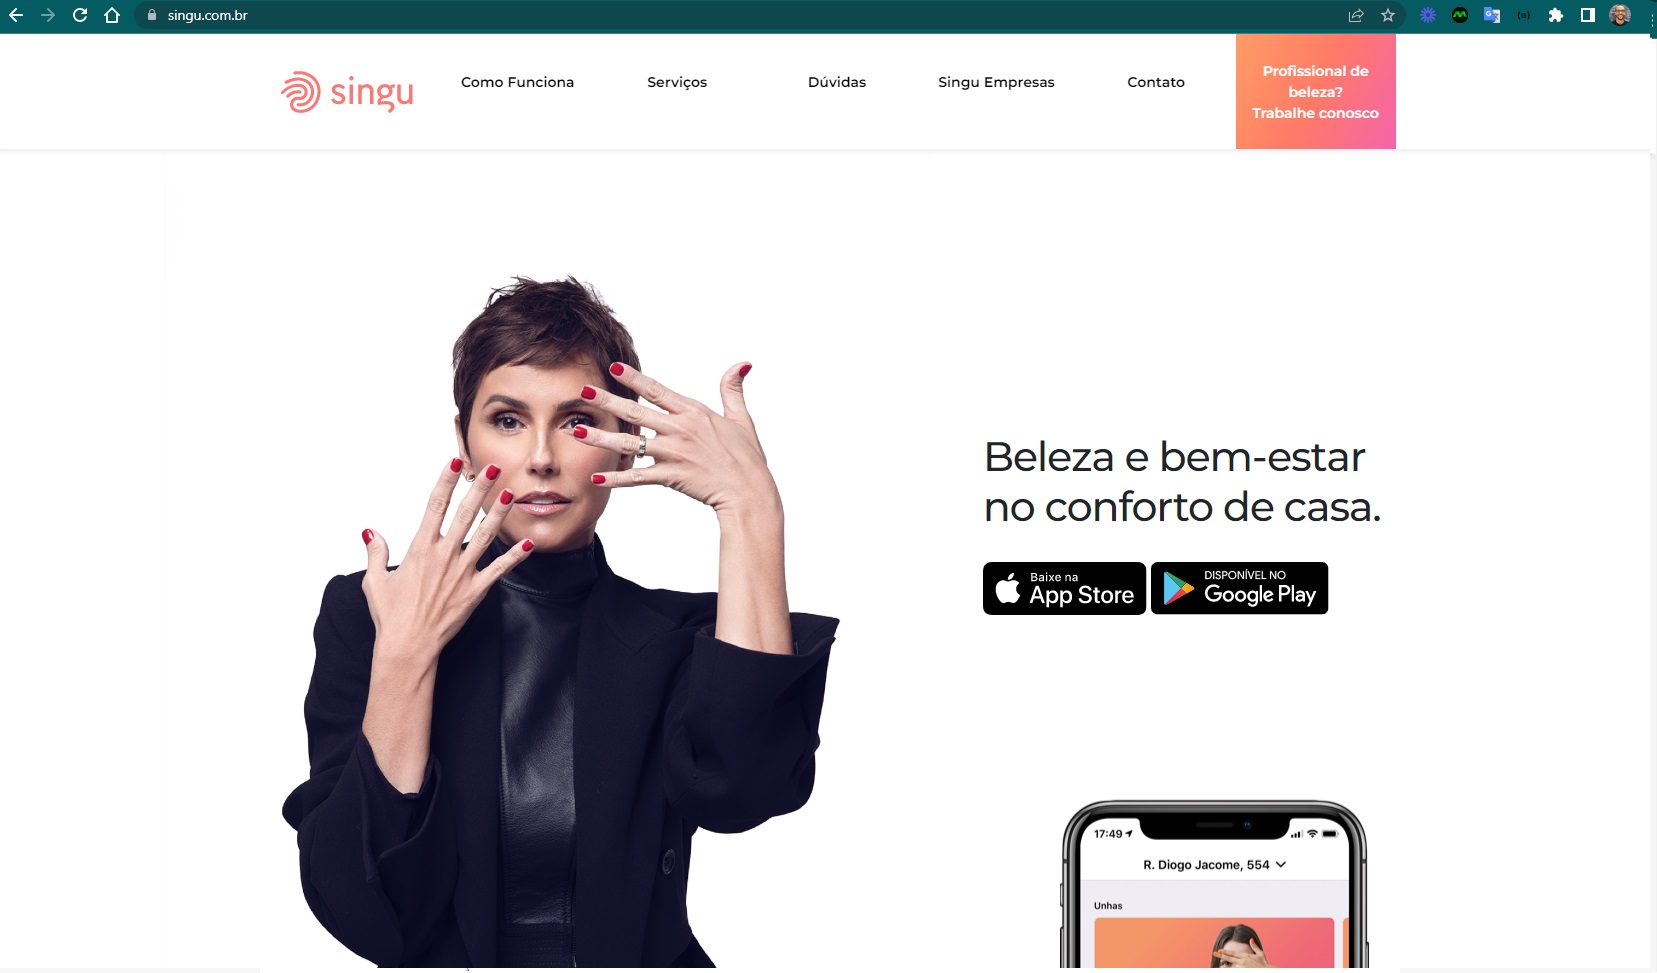 singu.com.br
singu
Como Funciona
Serviços
Dúvidas
Singu Empresas
Contato
Profissional de
beleza?
Trabalhe conosco
Beleza e bem-estar
no conforto de casa.
Baixe na
App Store
DISPONÍVEL NO
Google Play
17:49
R. Diogo Jacome, 554
Unhas